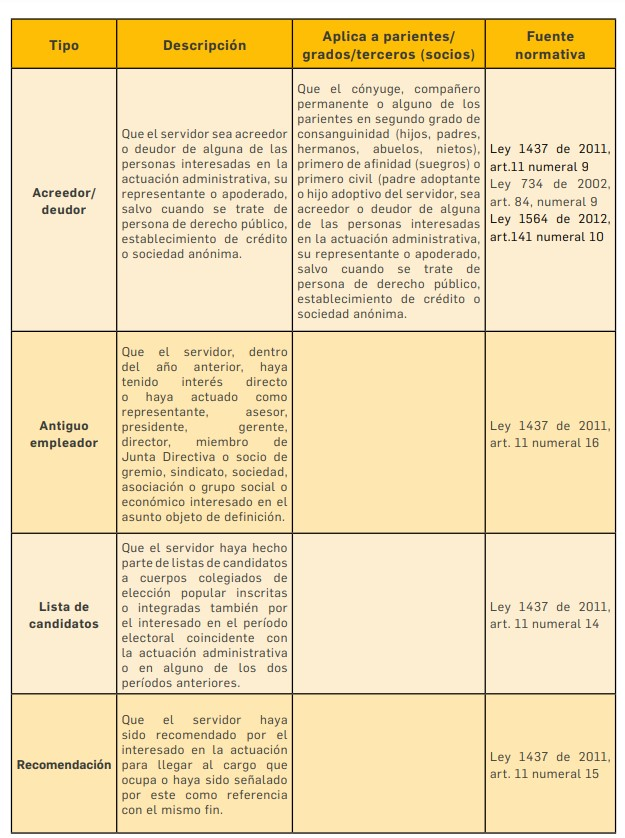 Tipo
Descripción
Aplica a parientes/
grados/terceros (socios)
Fuente
normativa
Acreedor/
deudor
Que el servidor sea acreedor
o deudor de alguna de las
personas interesadas en la
actuación administrativa, su
representante o apoderado,
salvo cuando se trate de
persona de derecho público,
establecimiento de crédito
o sociedad anónima.
Que el cónyuge, compañero
permanente o alguno de los
parientes en segundo grado de
consanguinidad (hijos, padres,
hermanos, abuelos, nietos),
primero de afinidad (suegros) o
primero civil (padre adoptante
o hijo adoptivo del servidor, sea
acreedor o deudor de alguna
de las personas interesadas
en la actuación administrativa,
su representante o apoderado,
salvo cuando se trate de
persona de derecho público,
establecimiento de crédito o
sociedad anónima.
Ley 1437 de 2011,
art.11 numeral 9
Ley 734 de 2002,
art. 84, numeral 9
Ley 1564 de 2012,
art.141 numeral 10
Antiguo
empleador
Que el servidor, dentro
del año anterior, haya
tenido interés directo
o haya actuado como
representante, asesor,
presidente, gerente,
director, miembro de
Junta Directiva o socio de
gremio, sindicato, sociedad,
asociación o grupo social o
económico interesado en el
asunto objeto de definición.
Ley 1437 de 2011,
art. 11 numeral 16
Lista de
candidatos
Que el servidor haya hecho
parte de listas de candidatos
a cuerpos colegiados de
elección popular inscritas
o integradas también por
el interesado en el período
electoral coincidente con
la actuación administrativa
o en alguno de los dos
períodos anteriores.
Ley 1437 de 2011,
art. 11 numeral 14
Recomendación
Que el servidor haya
sido recomendado por el
interesado en la actuación
para llegar al cargo que
ocupa o haya sido señalado
por este como referencia
con el mismo fin.
Ley 1437 de 2011,
art. 11 numeral 15